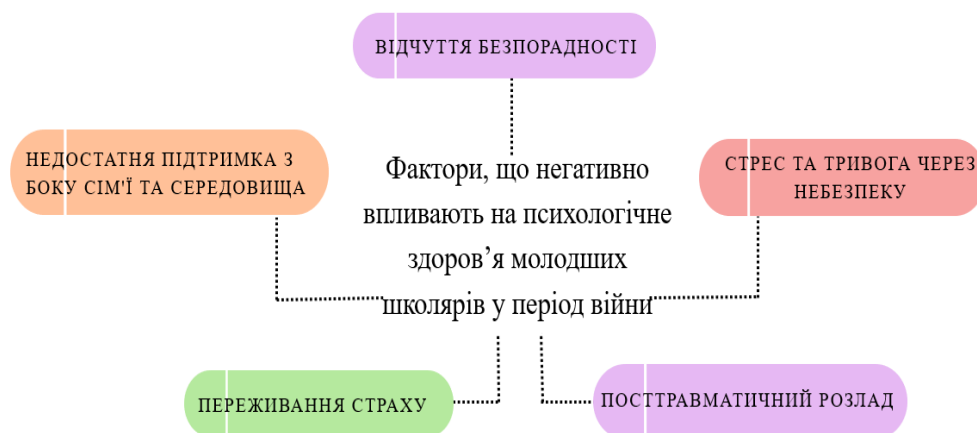 ВІДЧУТТЯ БЕЗПОРАДНОСТІ
НЕДОСТАТНЯ ПІДТРИМКА З
БОКУ СІМ'Ї ТА СЕРЕДОВИЩА
Фактори, що негативно
впливають на психологічне
здоров’я молодших
школярів у період війни
СТРЕС ТА ТРИВОГА ЧЕРЕЗ
НЕБЕЗПЕКУ
ПЕРЕЖИВАННЯ СТРАХУ
ПОСТТРАВМАТІІЧНИЙ РОЗЛАД